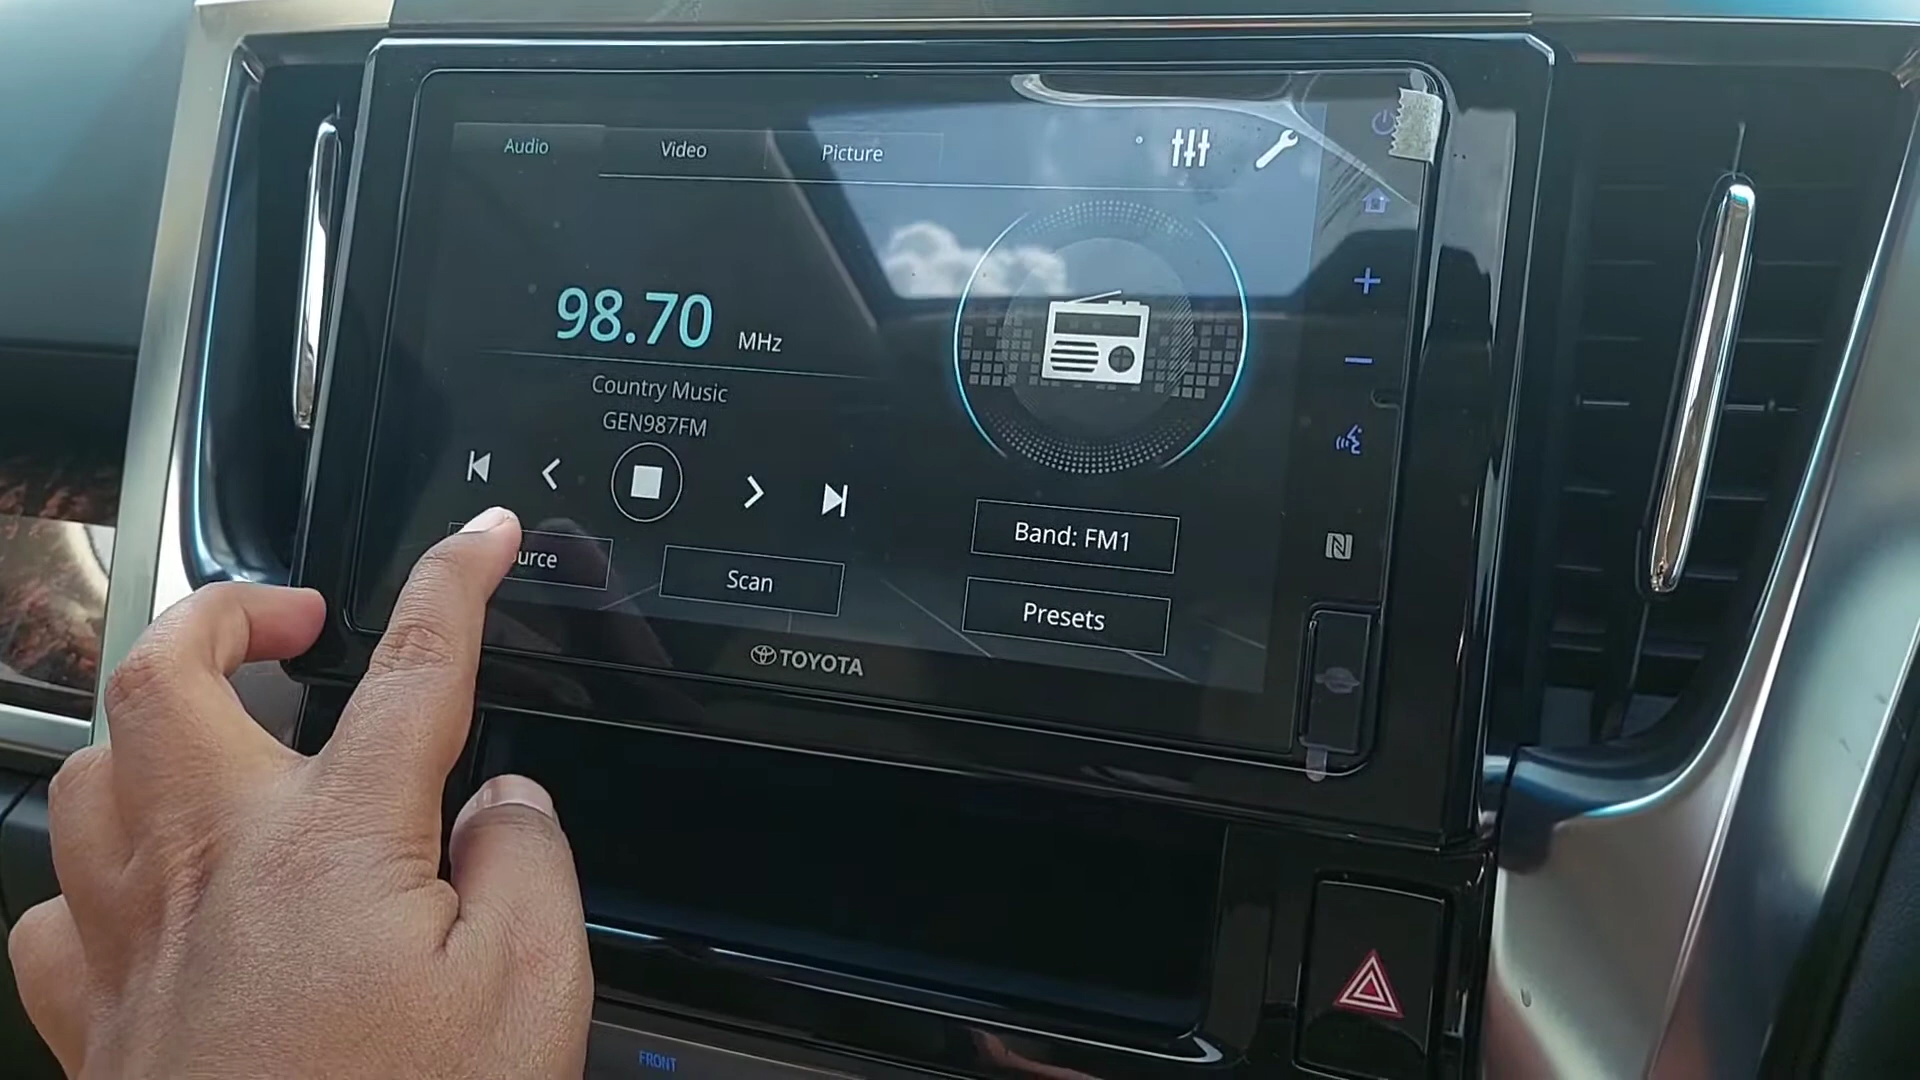 Audio
Video
Picture
98.70 MHz
Country Music
GEN987FM
urce
Scan
Band: FM1
Presets
TOYOTA
FRONT